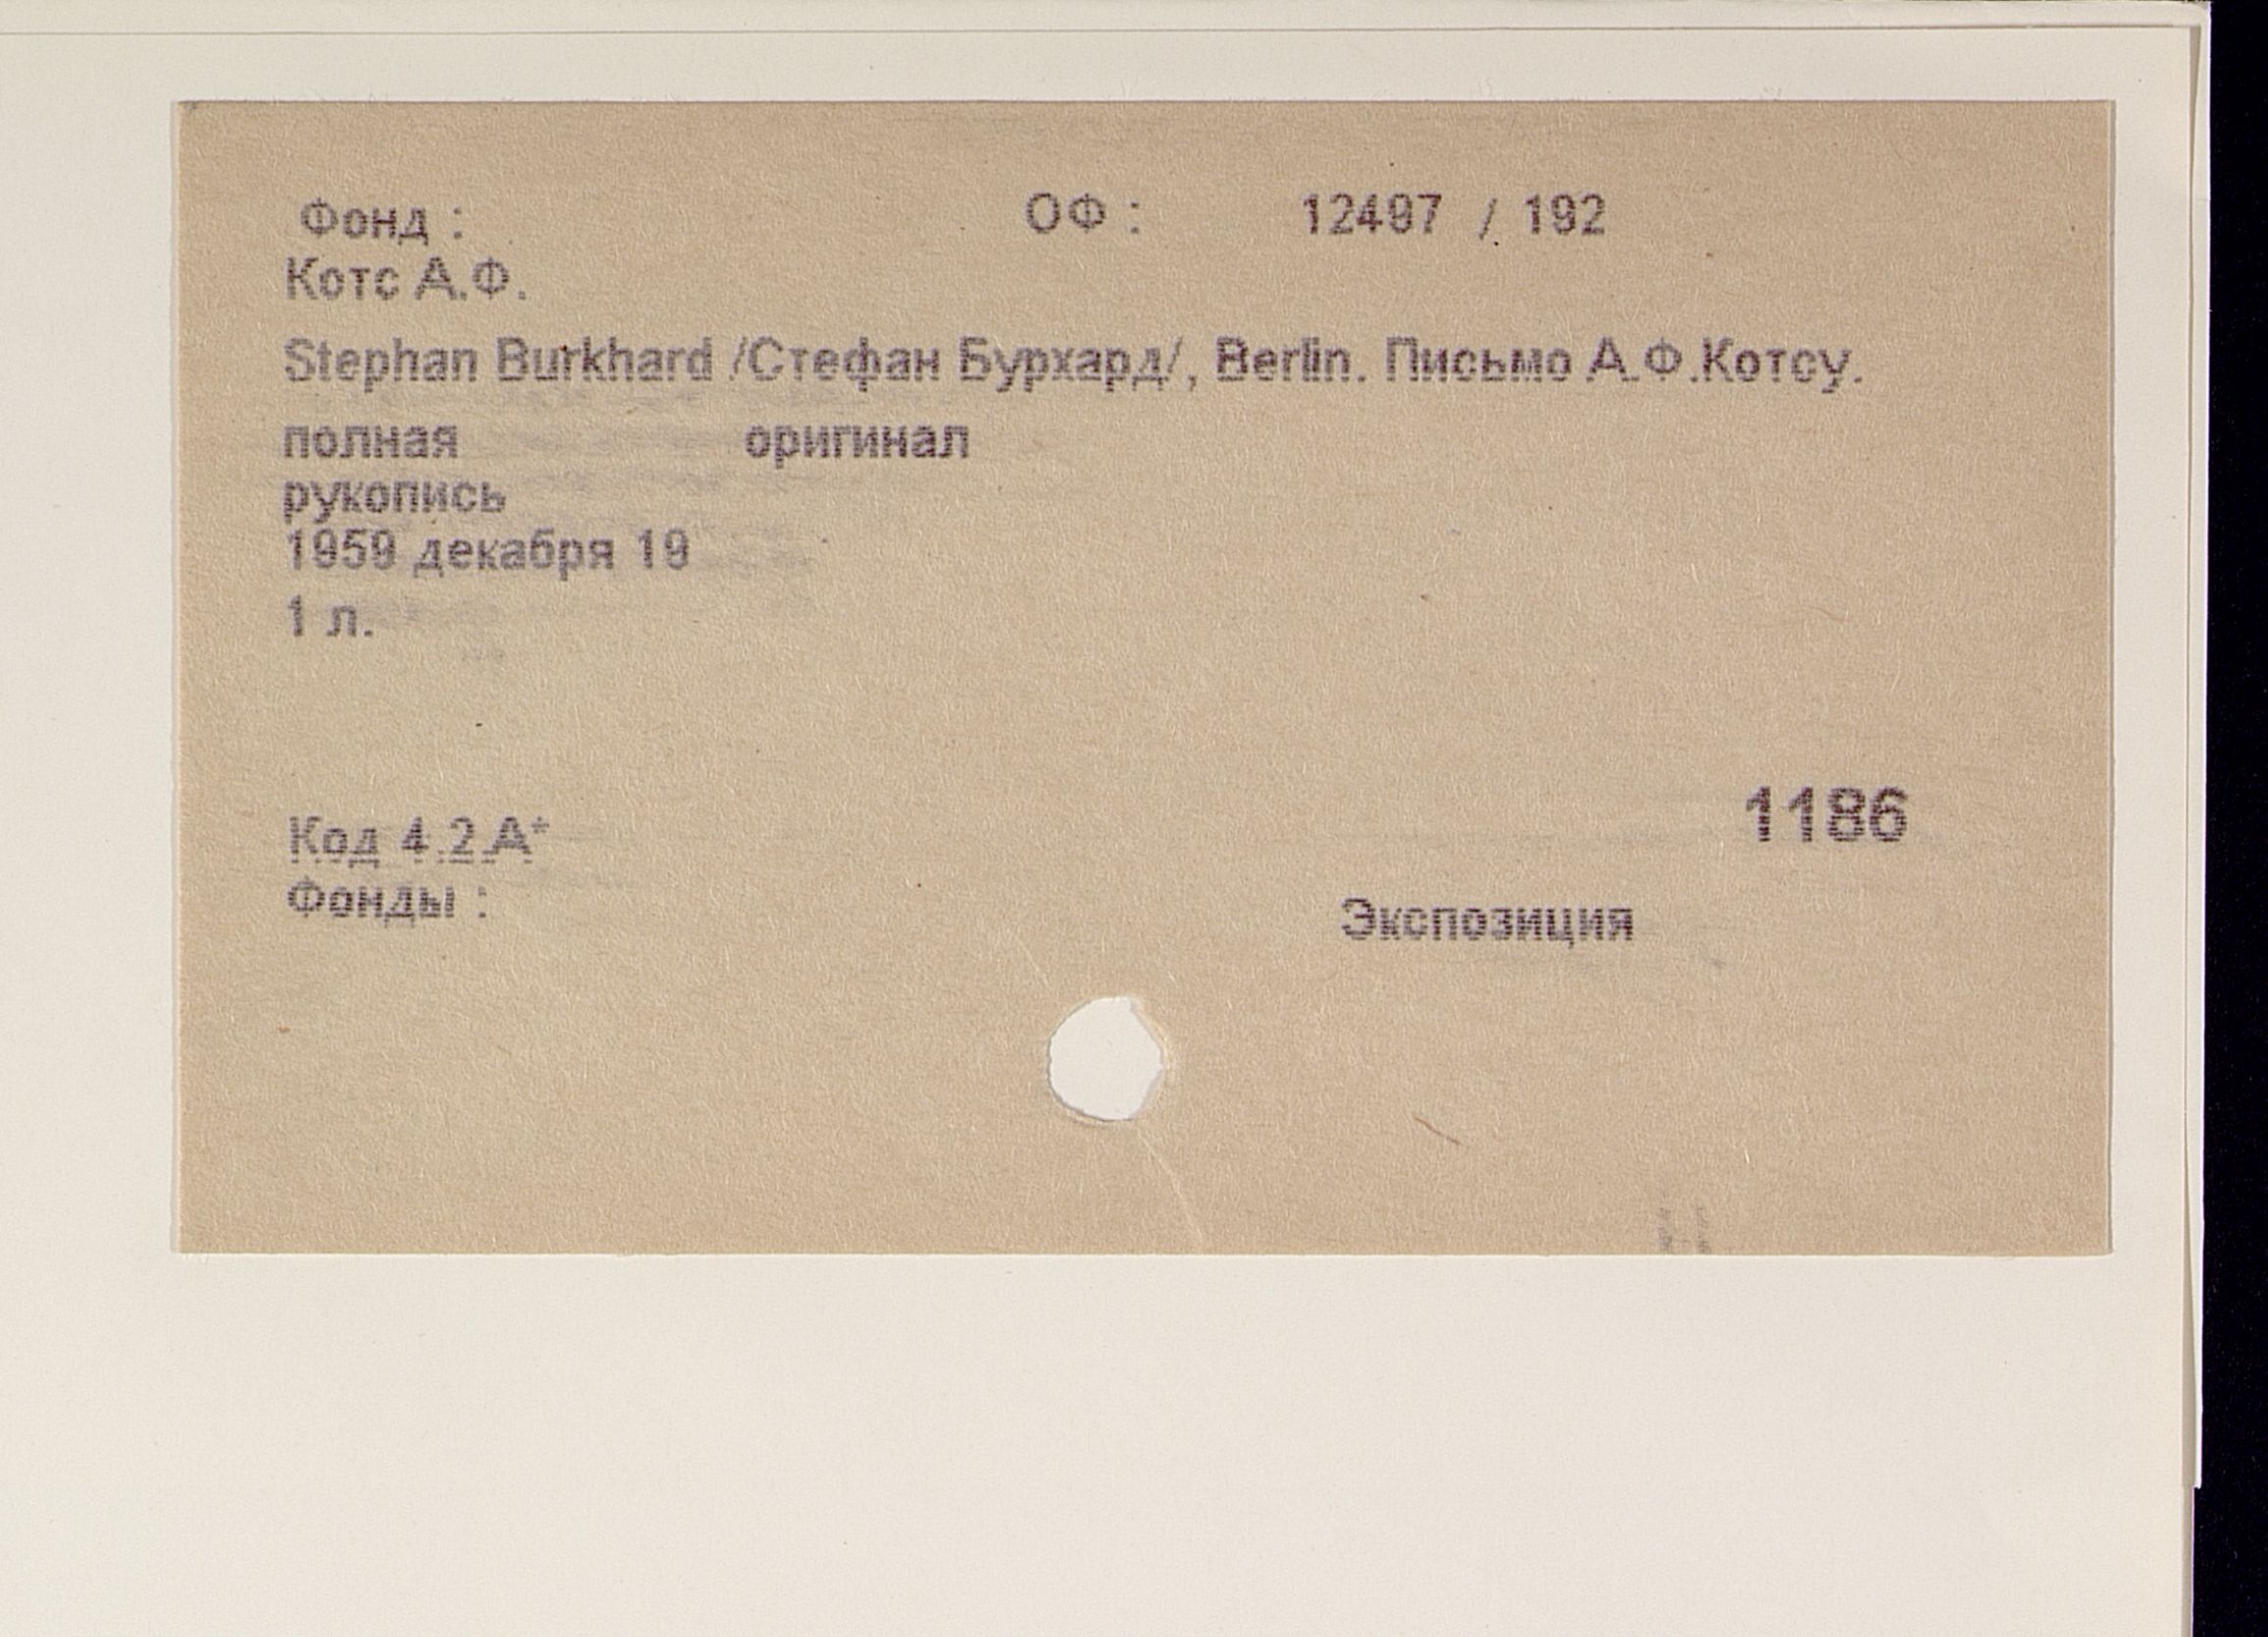 Фонд : ОФ : 12497 / 192
Котс А.Ф.
Stephan Burkhard /Стефан Бурхард/, Berlin. Письмо А.Ф.Котсу.
полная оригинал
рукопись
1959 декабря 19
1 л.
1186
Код 4.2.А*
Фонды :
Экспозиция